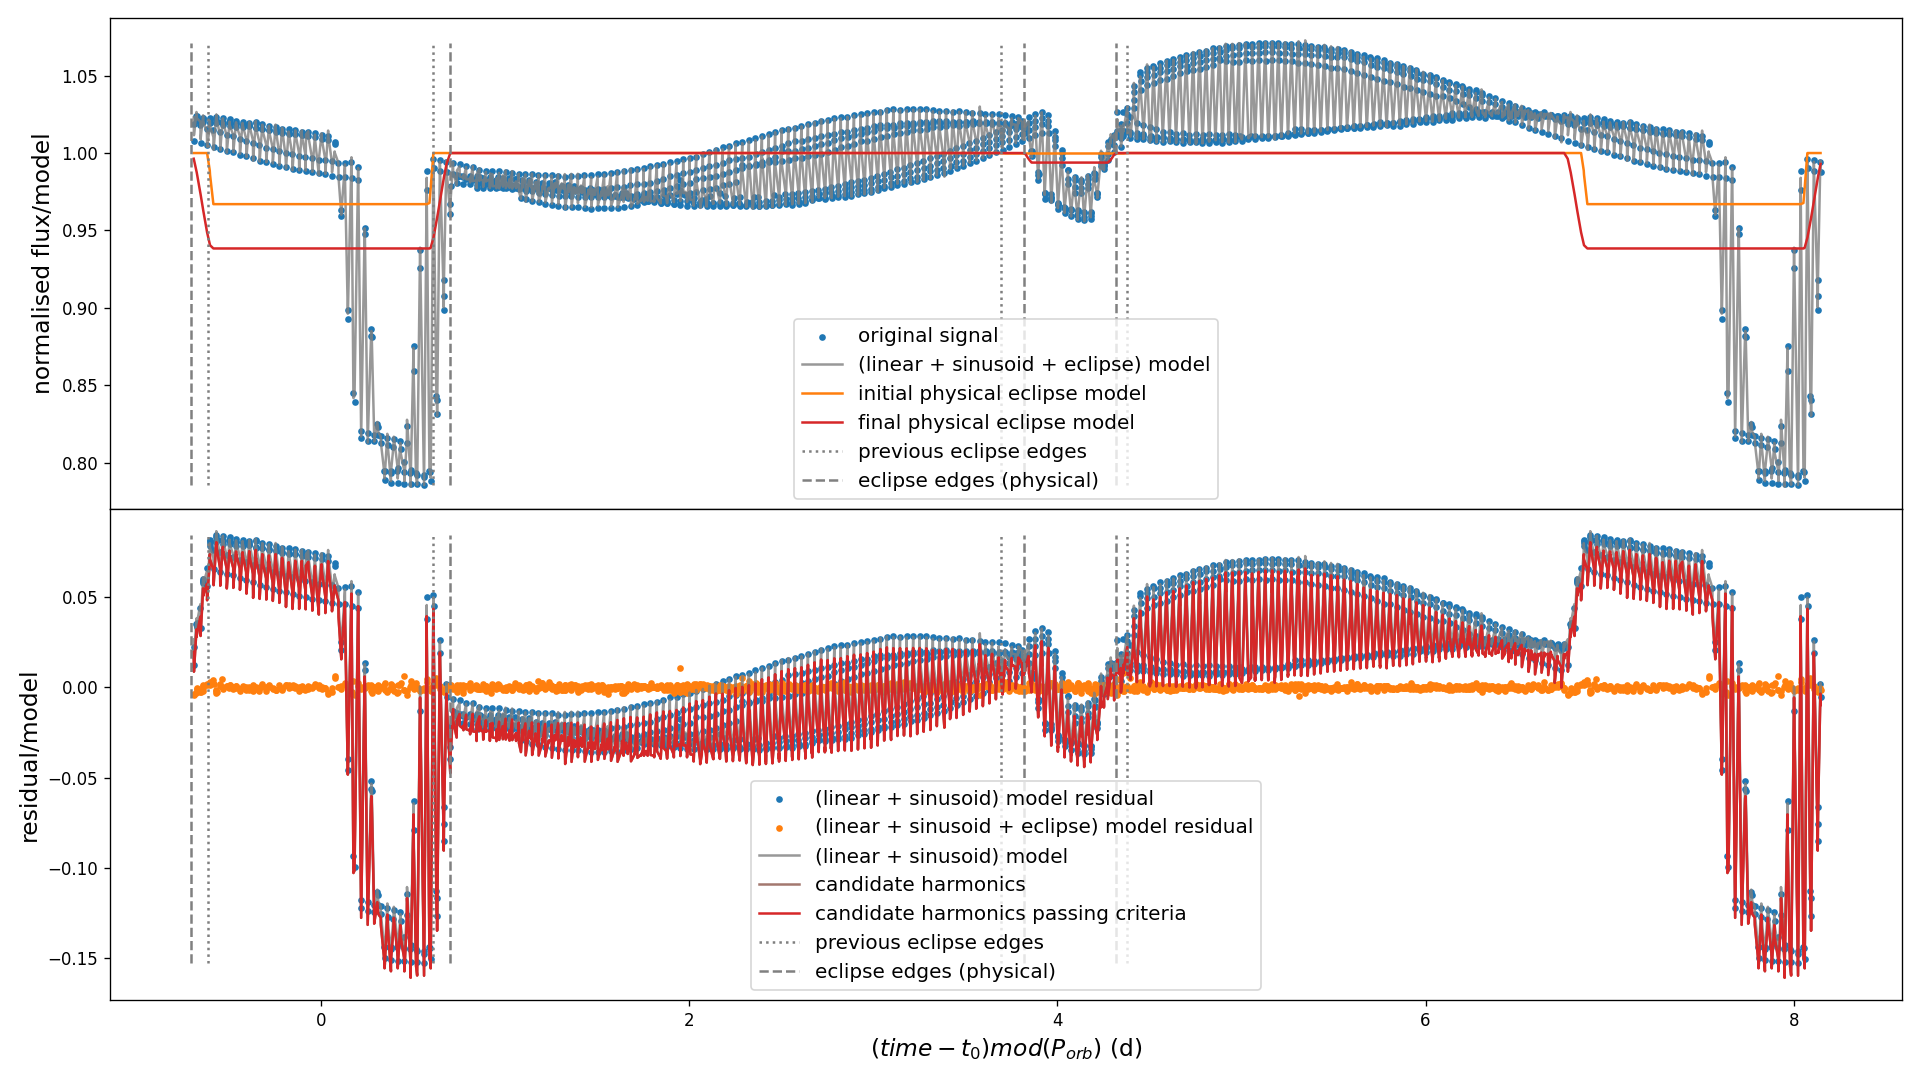 normalised flux/model
1.05
1.00
0.95
0.90
0.85
0.80
original signal
(linear + sinusoid + eclipse) model
initial physical eclipse model
final physical eclipse model
previous eclipse edges
eclipse edges (physical)
residual/model
0.05
0.00
−0.05
−0.10
−0.15
(linear + sinusoid) model residual
(linear + sinusoid + eclipse) model residual
(linear + sinusoid) model
candidate harmonics
candidate harmonics passing criteria
previous eclipse edges
eclipse edges (physical)
0 2 4 6 8
(time − t₀)mod(P_orb) (d)